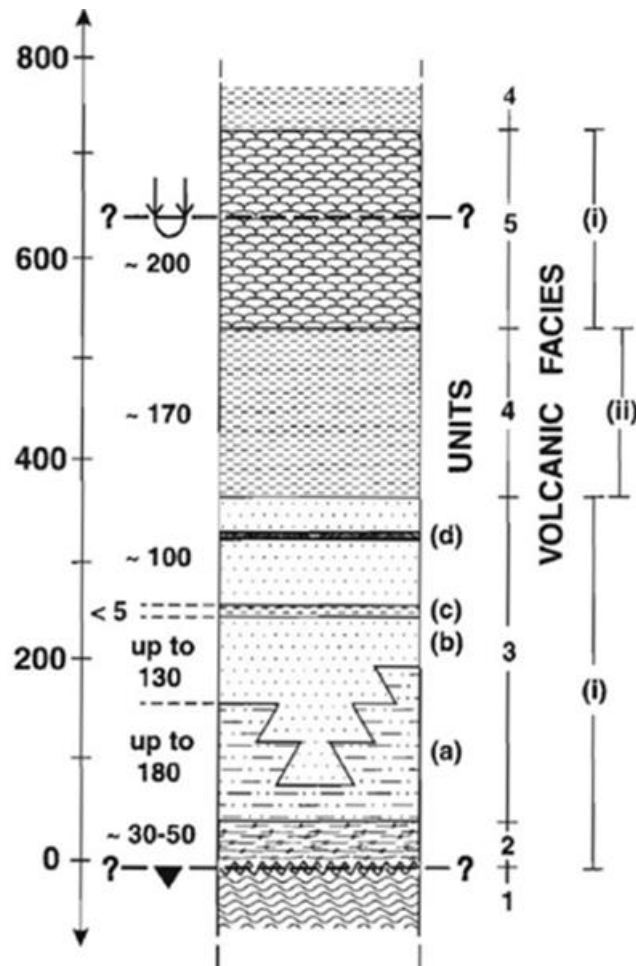 800
4
?
?
5
(i)
600
~ 200
UNITS
VOLCANIC FACIES
~ 170
4
(ii)
400
(d)
~ 100
(c)
< 5
(b)
200
up to
130
3
(i)
up to
180
(a)
~ 30-50
2
0
?
?
1